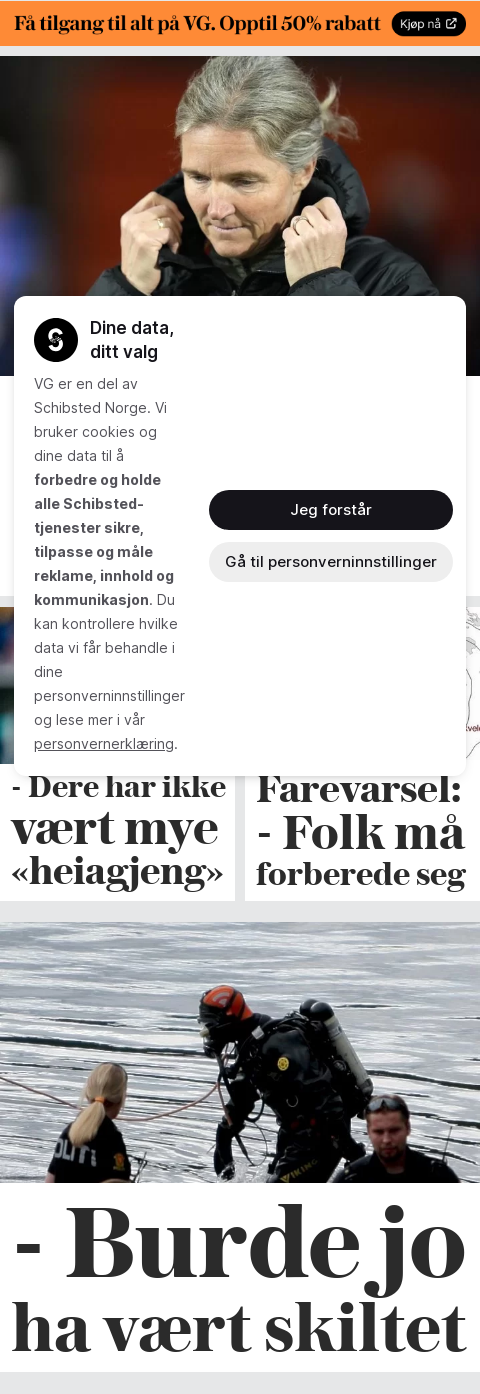 Få tilgang til alt på VG. Opptil 50% rabatt
Kjøp nå
Dine data,
ditt valg
VG er en del av
Schibsted Norge. Vi
bruker cookies og
dine data til å
forbedre og holde
alle Schibsted-
tjenester sikre,
tilpasse og måle
reklame, innhold og
kommunikasjon. Du
kan kontrollere hvilke
data vi får behandle i
dine
personverninnstillinger
og lese mer i vår
personvernerklæring.
Jeg forstår
Gå til personverninnstillinger
- Dere har ikke
vært mye
«heiagjeng»
Farevarsel:
- Folk må
forberede seg
VIKING
- Burde jo
ha vært skiltet